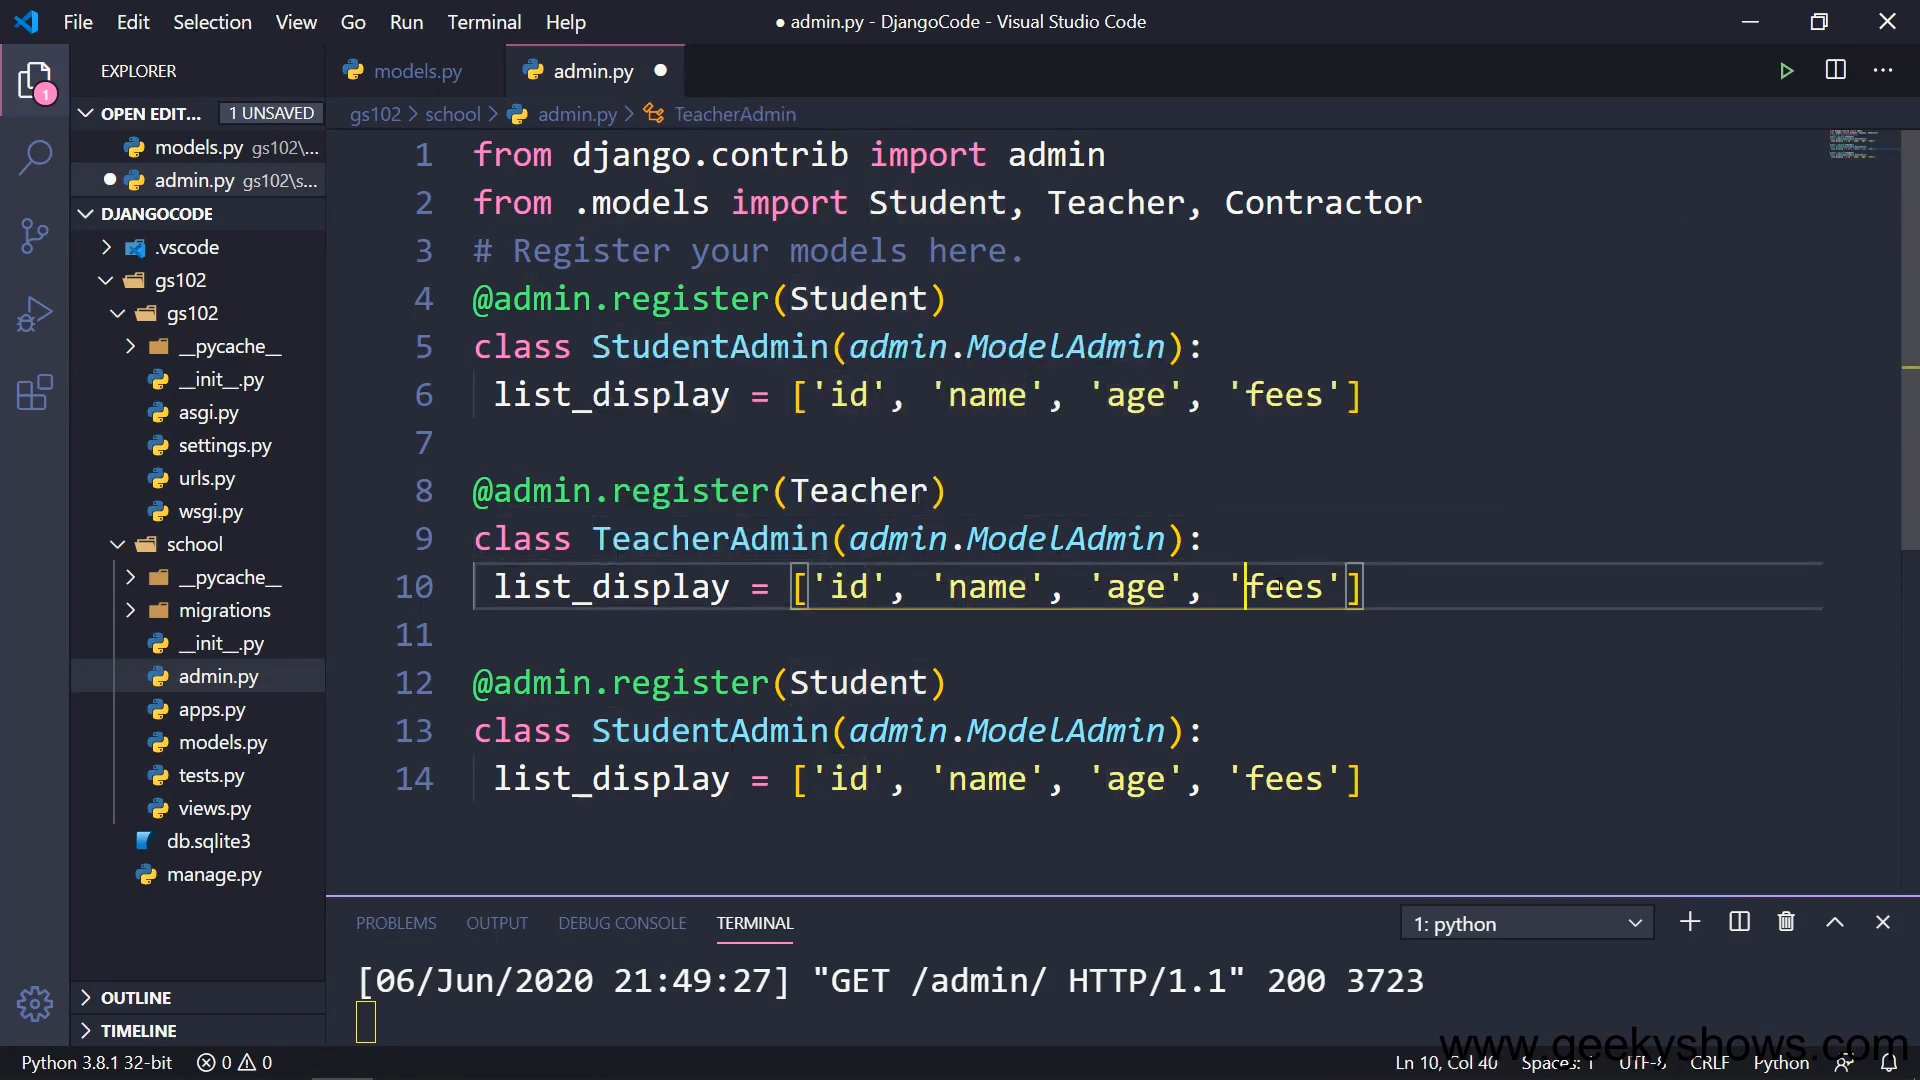 File Edit Selection View Go Run Terminal Help
● admin.py - DjangoCode - Visual Studio Code
EXPLORER
1
OPEN EDIT... 1 UNSAVED
models.py gs102\...
admin.py gs102\s...
DJANGOCODE
.vscode
gs102
gs102
__pycache__
__init__.py
asgi.py
settings.py
urls.py
wsgi.py
school
__pycache__
migrations
__init__.py
admin.py
apps.py
models.py
tests.py
views.py
db.sqlite3
manage.py
OUTLINE
TIMELINE
models.py admin.py
gs102 > school > admin.py > TeacherAdmin
1 from django.contrib import admin
2 from .models import Student, Teacher, Contractor
3 # Register your models here.
4 @admin.register(Student)
5 class StudentAdmin(admin.ModelAdmin):
6 list_display = ['id', 'name', 'age', 'fees']
7
8 @admin.register(Teacher)
9 class TeacherAdmin(admin.ModelAdmin):
10 list_display = ['id', 'name', 'age', 'fees']
11
12 @admin.register(Student)
13 class StudentAdmin(admin.ModelAdmin):
14 list_display = ['id', 'name', 'age', 'fees']
PROBLEMS OUTPUT DEBUG CONSOLE TERMINAL 1: python
[06/Jun/2020 21:49:27] "GET /admin/ HTTP/1.1" 200 3723
www.geekyshows.com
Python 3.8.1 32-bit 0 0 Ln 10, Col 40 Spaces: 1 UTF-8 CRLF Python